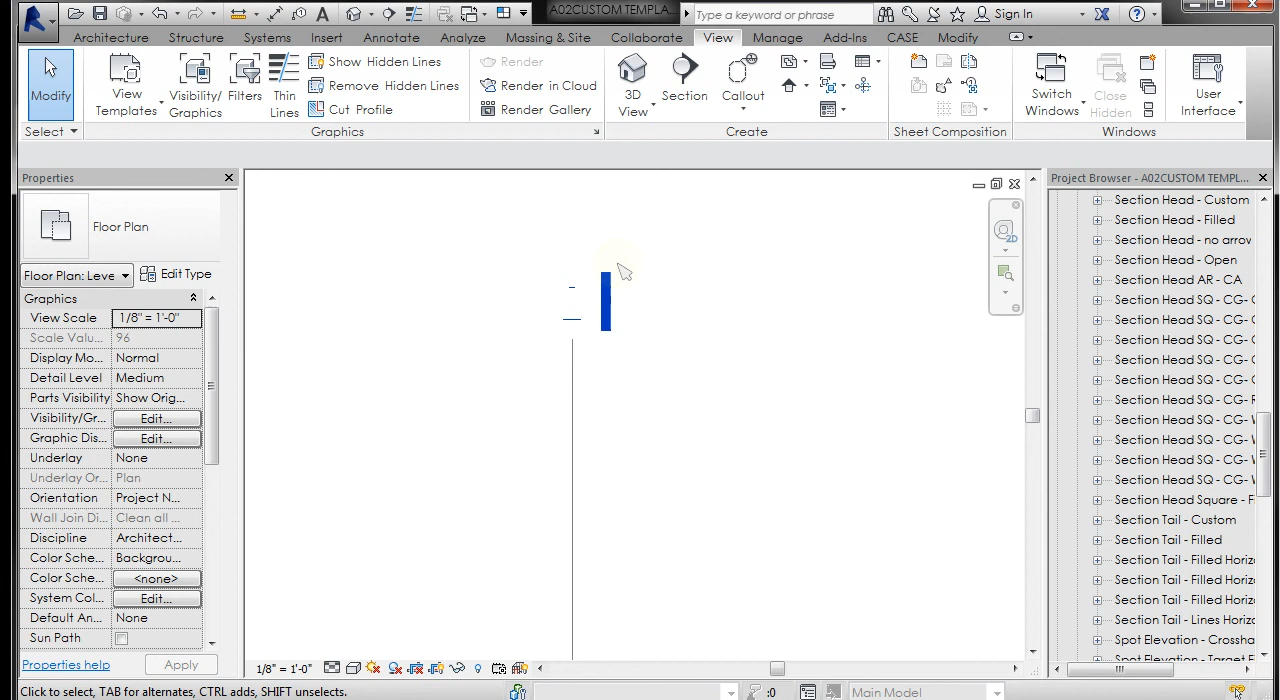 A02CUSTOM TEMPLA...
Type a keyword or phrase
Sign In
Architecture Structure Systems Insert Annotate Analyze Massing & Site Collaborate View Manage Add-Ins CASE Modify
Modify
Select
View Templates
Visibility/ Graphics
Filters
Thin Lines
Show Hidden Lines
Remove Hidden Lines
Cut Profile
Graphics
Render
Render in Cloud
Render Gallery
3D View
Section
Callout
Create
Sheet Composition
Switch Windows
Close Hidden
Windows
User Interface
Properties
Floor Plan
Floor Plan: Leve
Edit Type
Graphics
View Scale 1/8" = 1'-0"
Scale Valu... 96
Display Mo... Normal
Detail Level Medium
Parts Visibility Show Orig...
Visibility/Gr... Edit...
Graphic Dis... Edit...
Underlay None
Underlay Or... Plan
Orientation Project N...
Wall Join Di... Clean all ...
Discipline Architect...
Color Sche... Backgrou...
Color Sche... <none>
System Col... Edit...
Default An... None
Sun Path
Properties help
Apply
2D
1/8" = 1'-0"
Project Browser - A02CUSTOM TEMPL...
Section Head - Custom
Section Head - Filled
Section Head - no arrov
Section Head - Open
Section Head AR - CA
Section Head SQ - CG-
Section Head SQ - CG-
Section Head SQ - CG-
Section Head SQ - CG-
Section Head SQ - CG-
Section Head SQ - CG- R
Section Head SQ - CG- V
Section Head SQ - CG- V
Section Head SQ - CG- V
Section Head SQ - CG- V
Section Head Square - F
Section Tail - Custom
Section Tail - Filled
Section Tail - Filled Horizo
Section Tail - Filled Horizo
Section Tail - Filled Horizo
Section Tail - Lines Horizo
Spot Elevation - Crossha
Spot Elevation - Target F
Click to select, TAB for alternates, CTRL adds, SHIFT unselects.
:0
Main Model